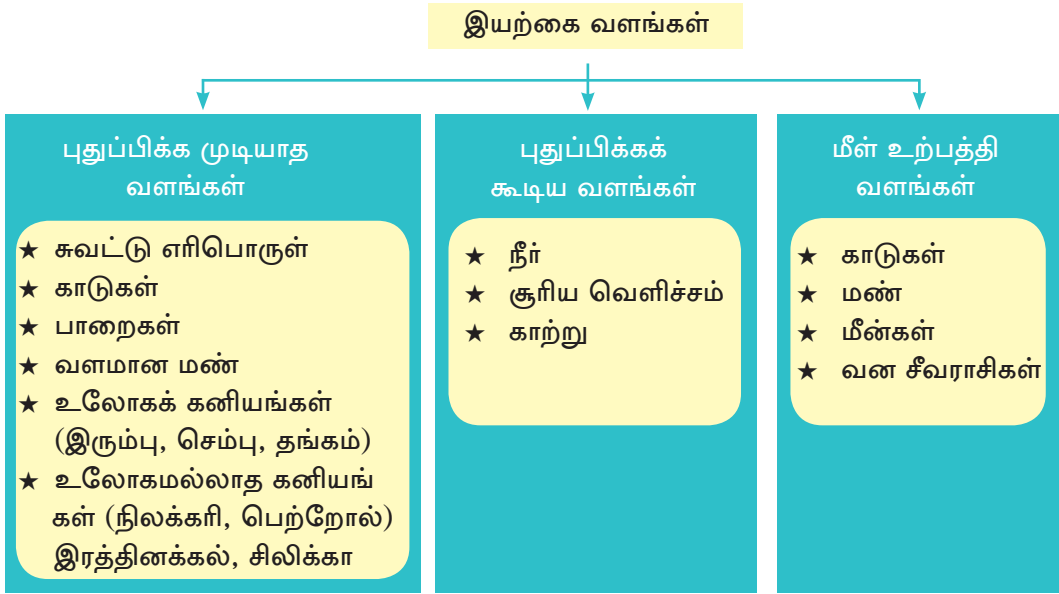 இயற்கை வளங்கள்
புதுப்பிக்க முடியாத
வளங்கள்
★ சுவட்டு எரிபொருள்
★ காடுகள்
★ பாறைகள்
★ வளமான மண்
★ உலோகக் கனியங்கள்
(இரும்பு, செம்பு, தங்கம்)
★ உலோகமல்லாத கனியங்
கள் (நிலக்கரி, பெற்றோல்)
இரத்தினக்கல், சிலிக்கா
புதுப்பிக்கக்
கூடிய வளங்கள்
★ நீர்
★ சூரிய வெளிச்சம்
★ காற்று
மீள் உற்பத்தி
வளங்கள்
★ காடுகள்
★ மண்
★ மீன்கள்
★ வன சீவராசிகள்